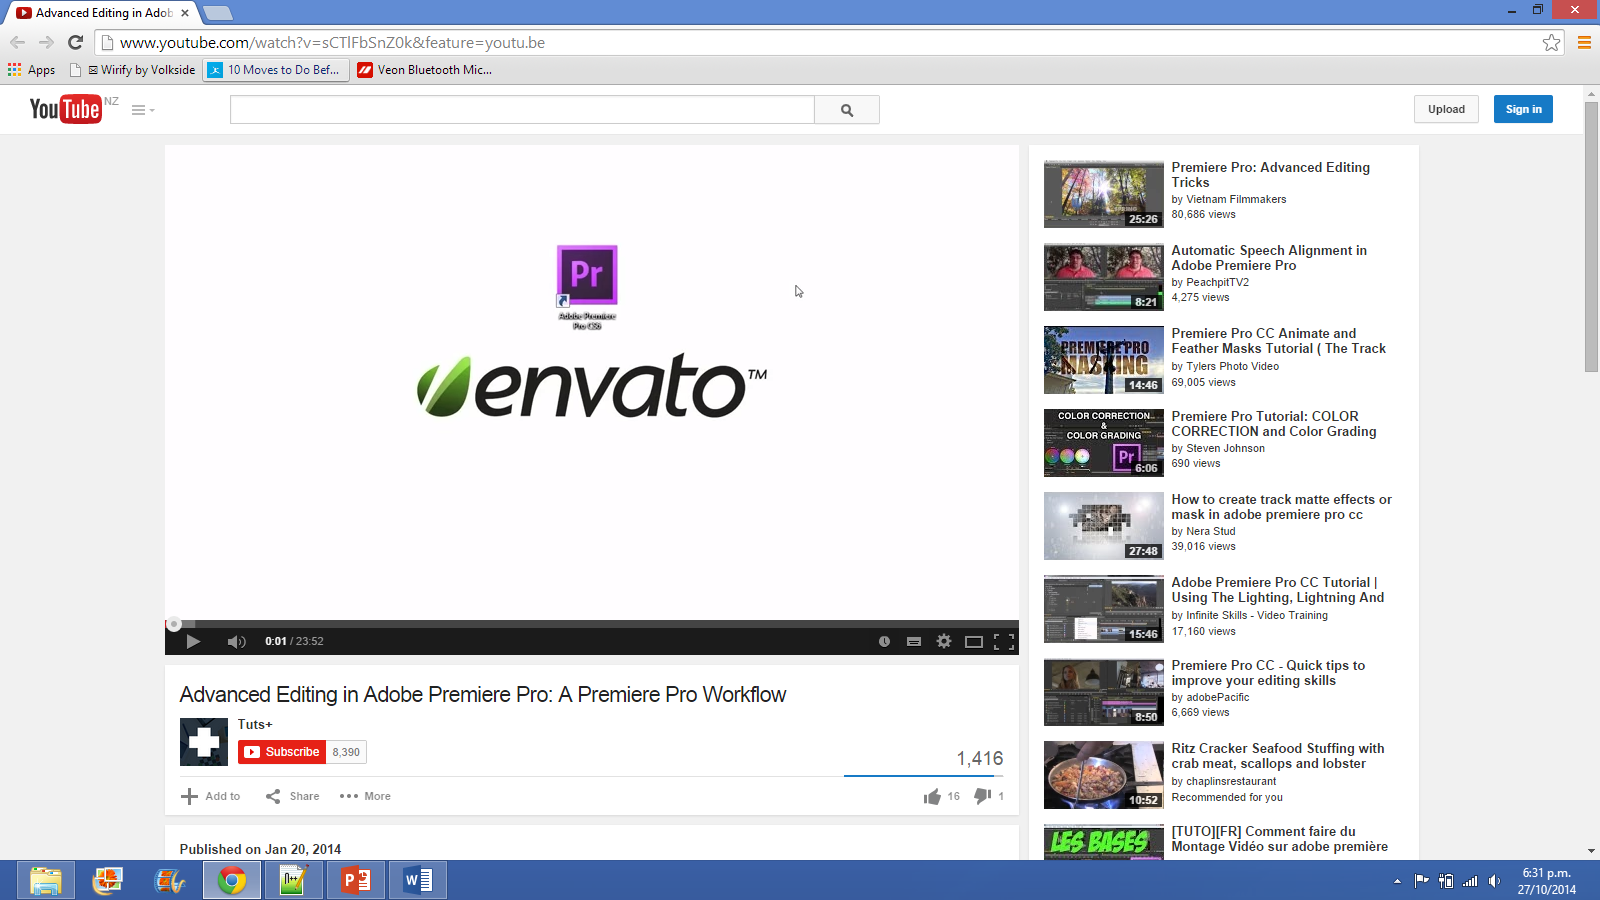 Advanced Editing in Adob
www.youtube.com/watch?v=sCTlFbSnZ0k&feature=youtu.be
Apps
Wirify by Volkside
10 Moves to Do Bef...
Veon Bluetooth Mic...
YouTube NZ
Upload
Sign in
Pr
Adobe Premiere
Pro CS6
envato™
0:01 / 23:52
Advanced Editing in Adobe Premiere Pro: A Premiere Pro Workflow
Tuts+
Subscribe 8,390
1,416
Add to
Share
More
16
1
Published on Jan 20, 2014
25:26
Premiere Pro: Advanced Editing
Tricks
by Vietnam Filmmakers
80,686 views
8:21
Automatic Speech Alignment in
Adobe Premiere Pro
by PeachpitTV2
4,275 views
PREMIERE PRO
MASKING
14:46
Premiere Pro CC Animate and
Feather Masks Tutorial ( The Track
by Tylers Photo Video
69,005 views
COLOR CORRECTION
&
COLOR GRADING
Pr
6:06
Premiere Pro Tutorial: COLOR
CORRECTION and Color Grading
by Steven Johnson
690 views
27:48
How to create track matte effects or
mask in adobe premiere pro cc
by Nera Stud
39,016 views
15:46
Adobe Premiere Pro CC Tutorial |
Using The Lighting, Lightning And
by Infinite Skills - Video Training
17,160 views
8:50
Premiere Pro CC - Quick tips to
improve your editing skills
by adobePacific
6,669 views
10:52
Ritz Cracker Seafood Stuffing with
crab meat, scallops and lobster
by chaplinsrestaurant
Recommended for you
LES BASES
[TUTO][FR] Comment faire du
Montage Vidéo sur adobe première
6:31 p.m.
27/10/2014